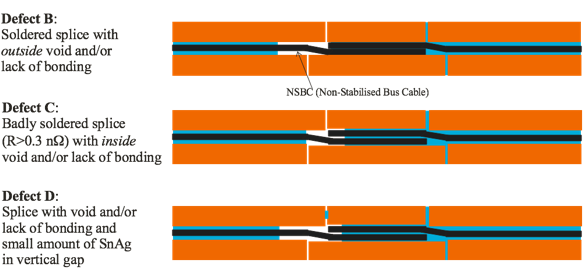 Defect B:
Soldered splice with
outside void and/or
lack of bonding
NSBC (Non-Stabilised Bus Cable)
Defect C:
Badly soldered splice
(R>0.3 nΩ) with inside
void and/or lack of bonding
Defect D:
Splice with void and/or
lack of bonding and
small amount of SnAg
in vertical gap